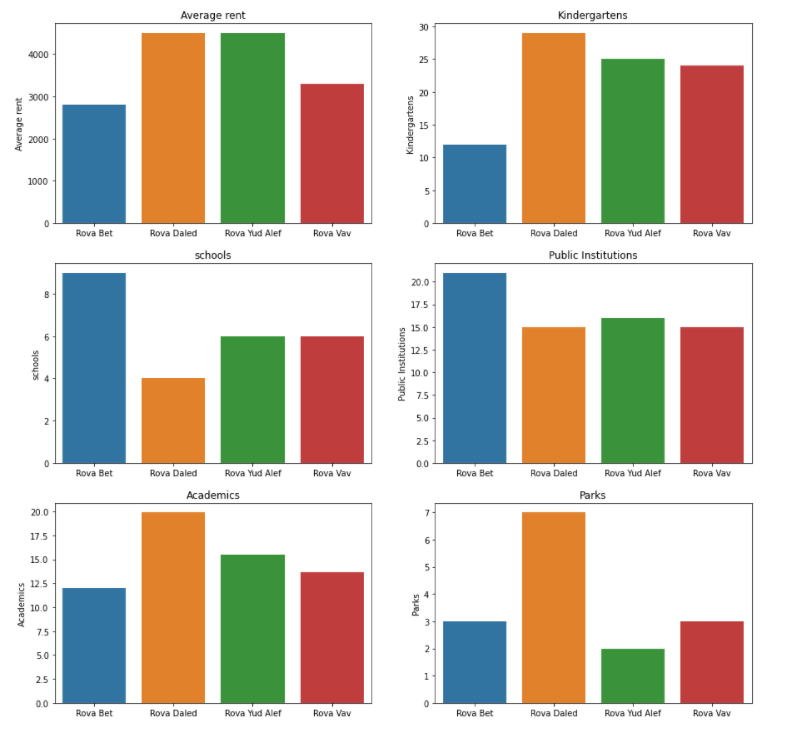 Average rent
Average rent
4000
3000
2000
1000
0
Rova Bet Rova Daled Rova Yud Alef Rova Vav
Kindergartens
Kindergartens
30
25
20
15
10
5
0
Rova Bet Rova Daled Rova Yud Alef Rova Vav
schools
schools
8
6
4
2
0
Rova Bet Rova Daled Rova Yud Alef Rova Vav
Public Institutions
Public Institutions
20.0
17.5
15.0
12.5
10.0
7.5
5.0
2.5
0.0
Rova Bet Rova Daled Rova Yud Alef Rova Vav
Academics
Academics
20.0
17.5
15.0
12.5
10.0
7.5
5.0
2.5
0.0
Rova Bet Rova Daled Rova Yud Alef Rova Vav
Parks
Parks
7
6
5
4
3
2
1
0
Rova Bet Rova Daled Rova Yud Alef Rova Vav